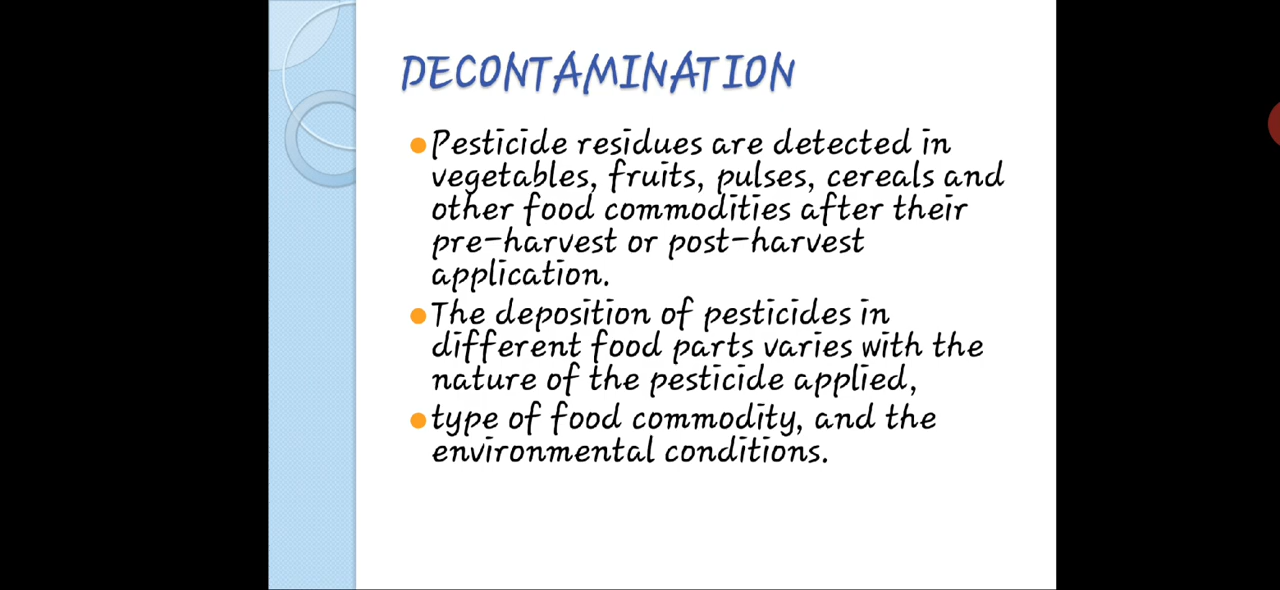 DECONTAMINATION
Pesticide residues are detected in
vegetables, fruits, pulses, cereals and
other food commodities after their
pre-harvest or post-harvest
application.
The deposition of pesticides in
different food parts varies with the
nature of the pesticide applied,
type of food commodity, and the
environmental conditions.